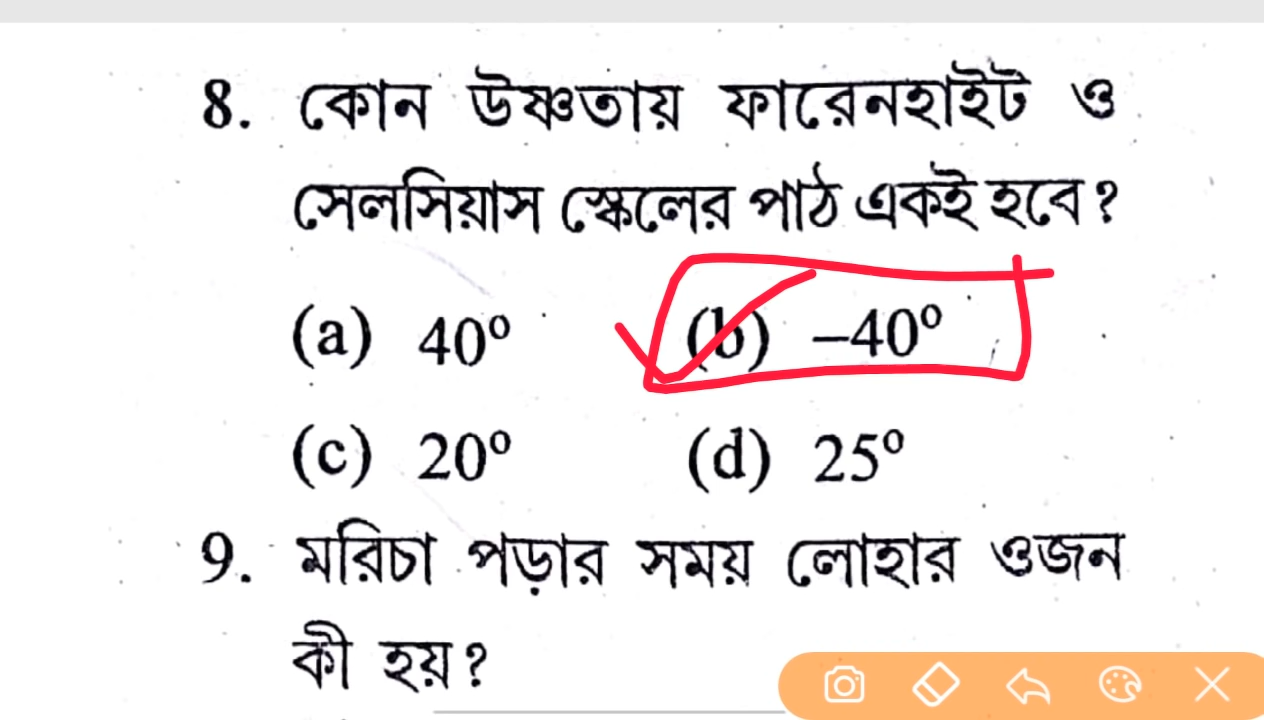 8. কোন উষ্ণতায় ফারেনহাইট ও
সেলসিয়াস স্কেলের পাঠ একই হবে?
(a) 40° (b) –40°
(c) 20° (d) 25°
9. মরিচা পড়ার সময় লোহার ওজন
কী হয়?